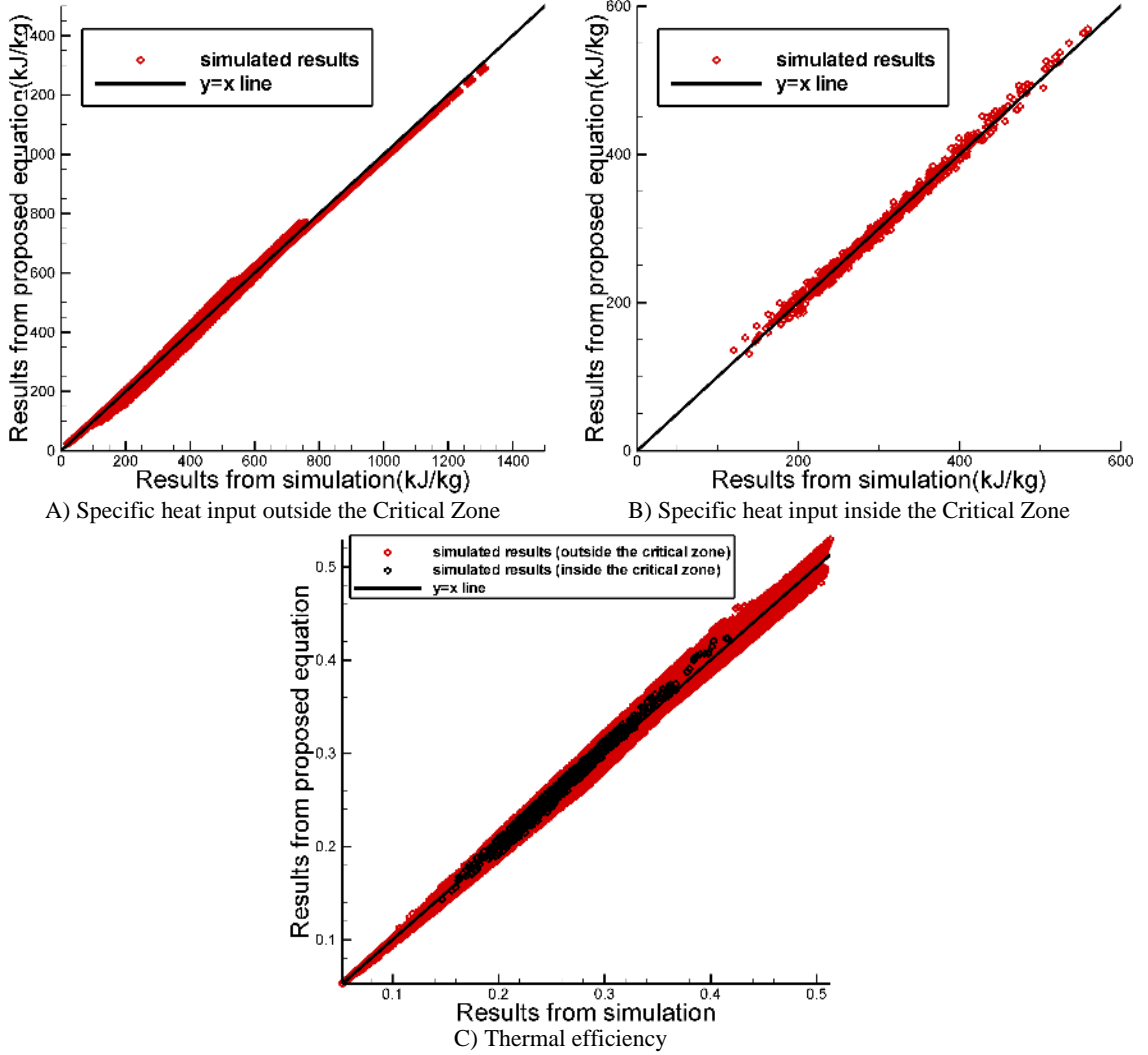 1400
1200
1000
800
600
400
200
0
Results from proposed equation(kJ/kg)
simulated results
y=x line
0 200 400 600 800 1000 1200 1400
Results from simulation(kJ/kg)
A) Specific heat input outside the Critical Zone
600
400
200
0
Results from proposed equation(kJ/kg)
simulated results
y=x line
0 200 400 600
Results from simulation(kJ/kg)
B) Specific heat input inside the Critical Zone
0.5
0.4
0.3
0.2
0.1
Results from proposed equation
simulated results (outside the critical zone)
simulated results (inside the critical zone)
y=x line
0.1 0.2 0.3 0.4 0.5
Results from simulation
C) Thermal efficiency